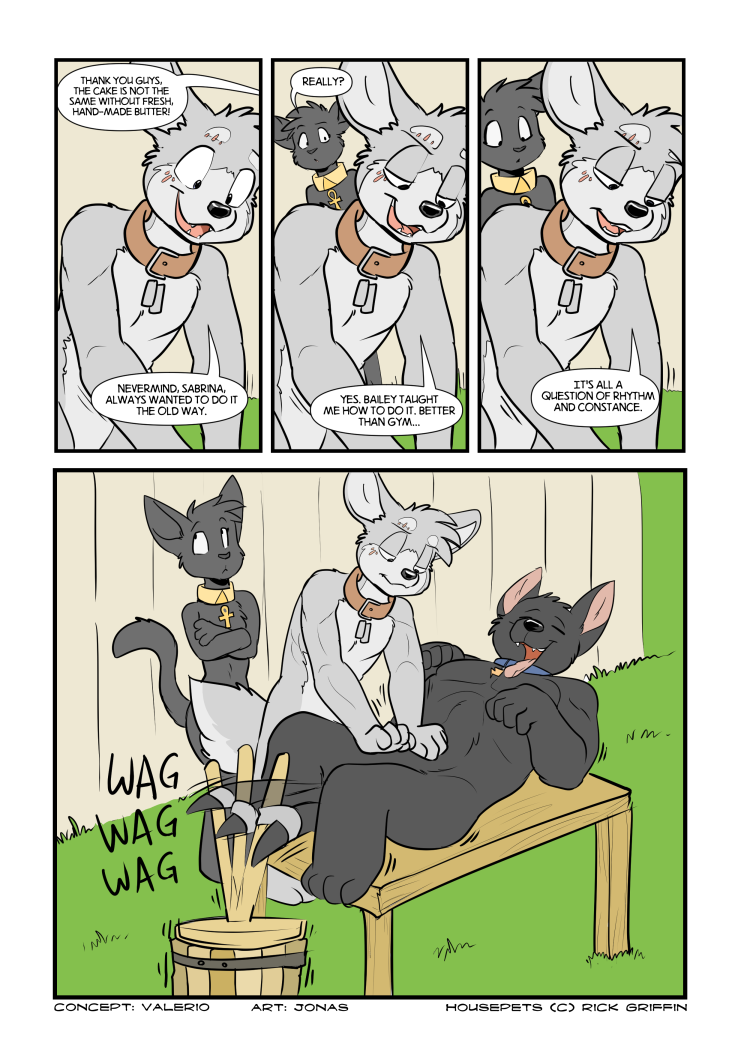 THANK YOU GUYS,
THE CAKE IS NOT THE
SAME WITHOUT FRESH,
HAND-MADE BUTTER!
NEVERMIND, SABRINA,
ALWAYS WANTED TO DO IT
THE OLD WAY.
REALLY?
YES. BAILEY TAUGHT
ME HOW TO DO IT. BETTER
THAN GYM...
IT'S ALL A
QUESTION OF RHYTHM
AND CONSTANCE.
WAG
WAG
WAG
CONCEPT: VALERIO ART: JONAS HOUSEPETS (C) RICK GRIFFIN